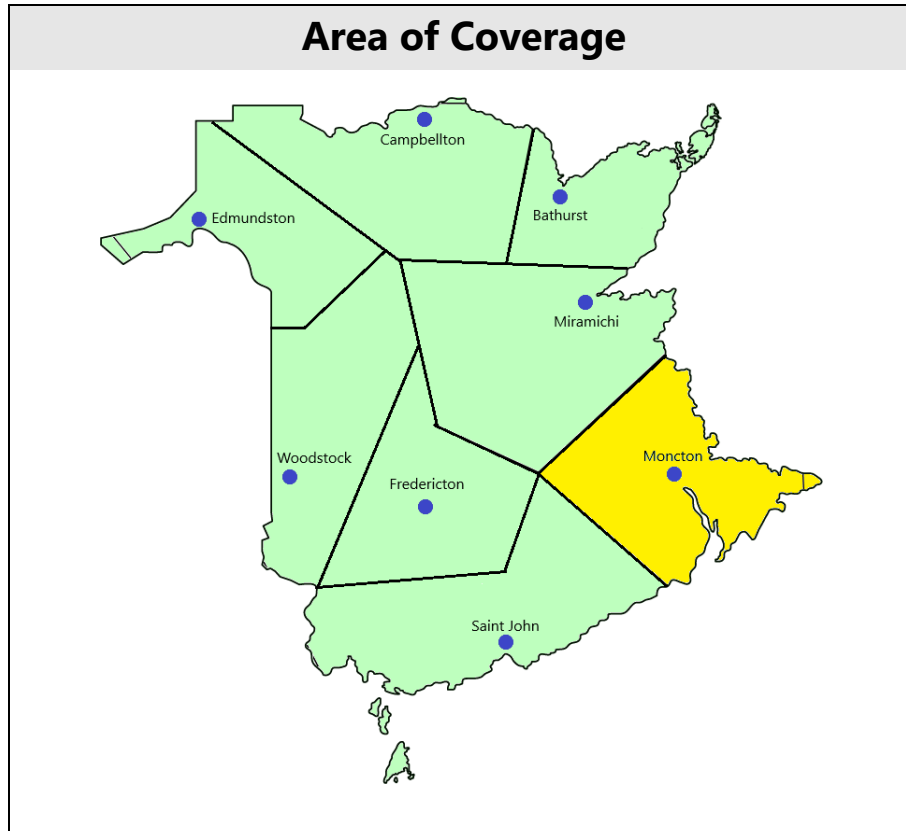 Area of Coverage
Campbellton
Edmundston
Bathurst
Miramichi
Woodstock
Moncton
Fredericton
Saint John